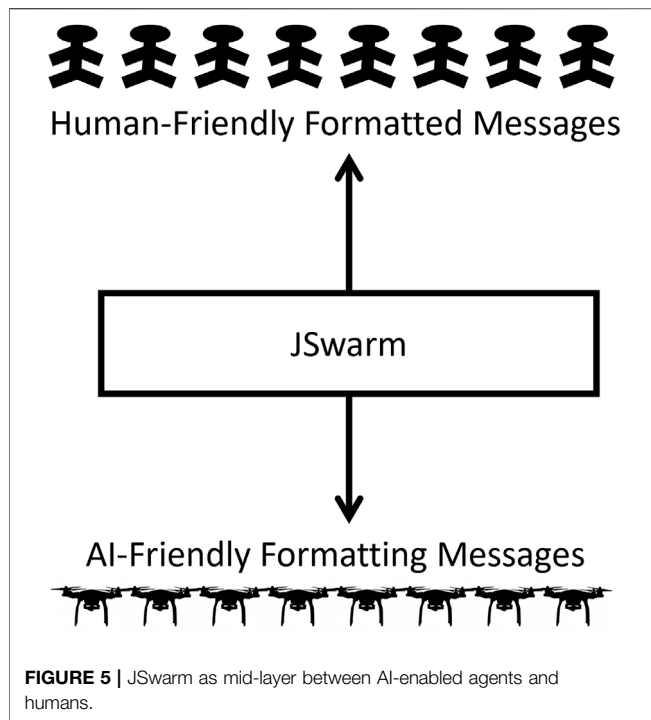 Human-Friendly Formatted Messages
JSwarm
AI-Friendly Formatting Messages
FIGURE 5 | JSwarm as mid-layer between AI-enabled agents and
humans.